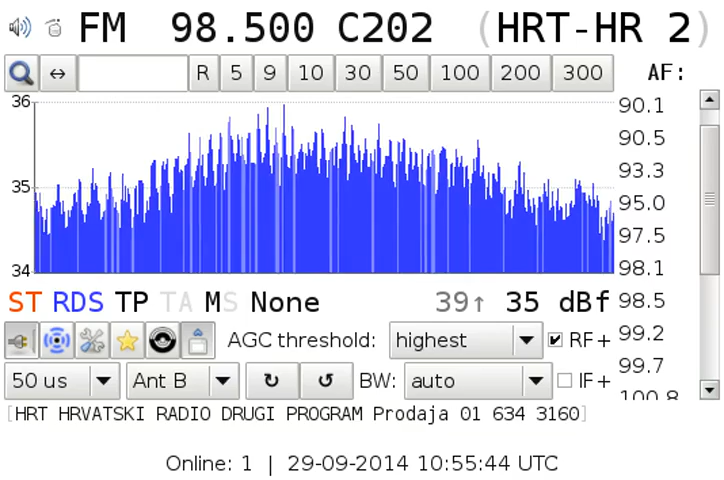 FM 98.500 C202 (HRT-HR 2)
↔ R 5 9 10 30 50 100 200 300 AF:
36
35
34
90.1
90.5
93.3
95.0
97.5
98.1
98.5
99.2
99.7
100.8
ST RDS TP TA MS None 39↑ 35 dBf
AGC threshold: highest RF+
50 us Ant B ↻ ↺ BW: auto IF+
[HRT HRVATSKI RADIO DRUGI PROGRAM Prodaja 01 634 3160]
Online: 1 | 29-09-2014 10:55:44 UTC